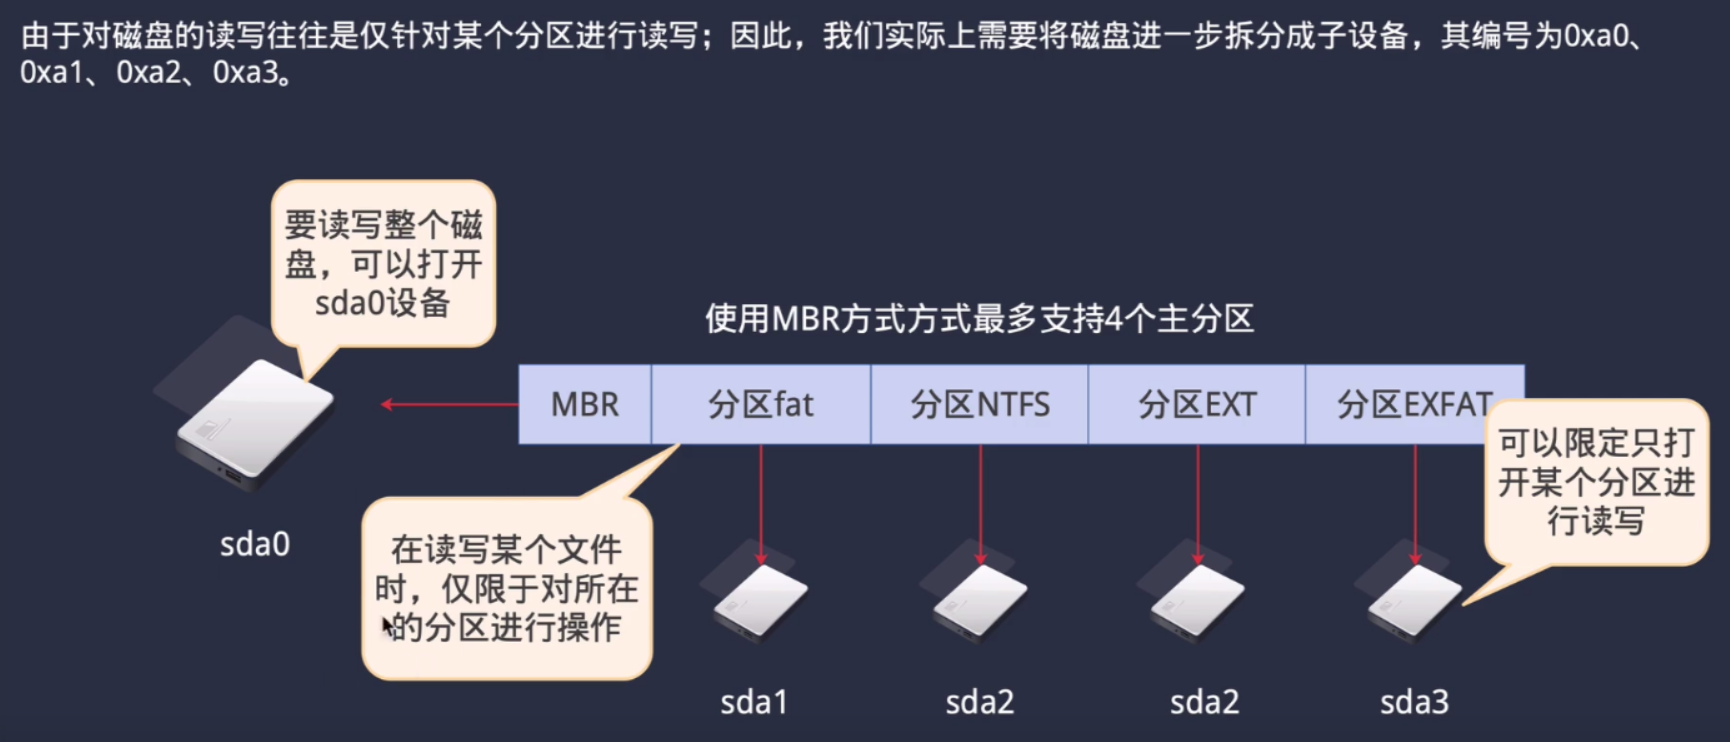 由于对磁盘的读写往往是仅针对某个分区进行读写；因此，我们实际上需要将磁盘进一步拆分成子设备，其编号为0xa0、
0xa1、0xa2、0xa3。
要读写整个磁
盘，可以打开
sda0设备
使用MBR方式方式最多支持4个主分区
MBR
分区fat
分区NTFS
分区EXT
分区EXFAT
可以限定只打
开某个分区进
行读写
sda0
在读写某个文件
时，仅限于对所在
的分区进行操作
sda1
sda2
sda2
sda3